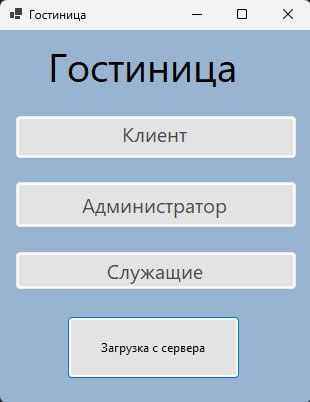 Гостиница
Гостиница
Клиент
Администратор
Служащие
Загрузка с сервера